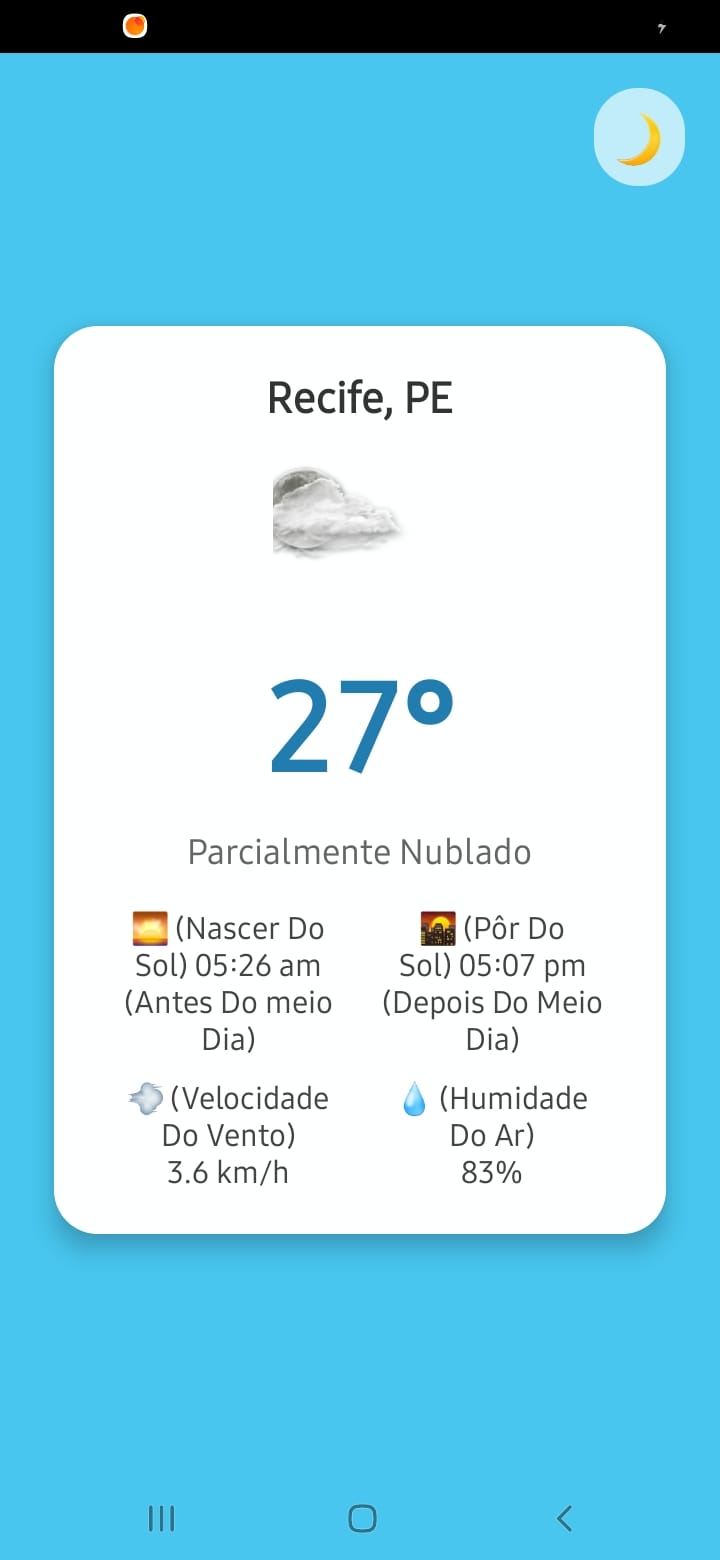 Recife, PE
27°
Parcialmente Nublado
(Nascer Do
Sol) 05:26 am
(Antes Do meio
Dia)
(Pôr Do
Sol) 05:07 pm
(Depois Do Meio
Dia)
(Velocidade
Do Vento)
3.6 km/h
(Humidade
Do Ar)
83%